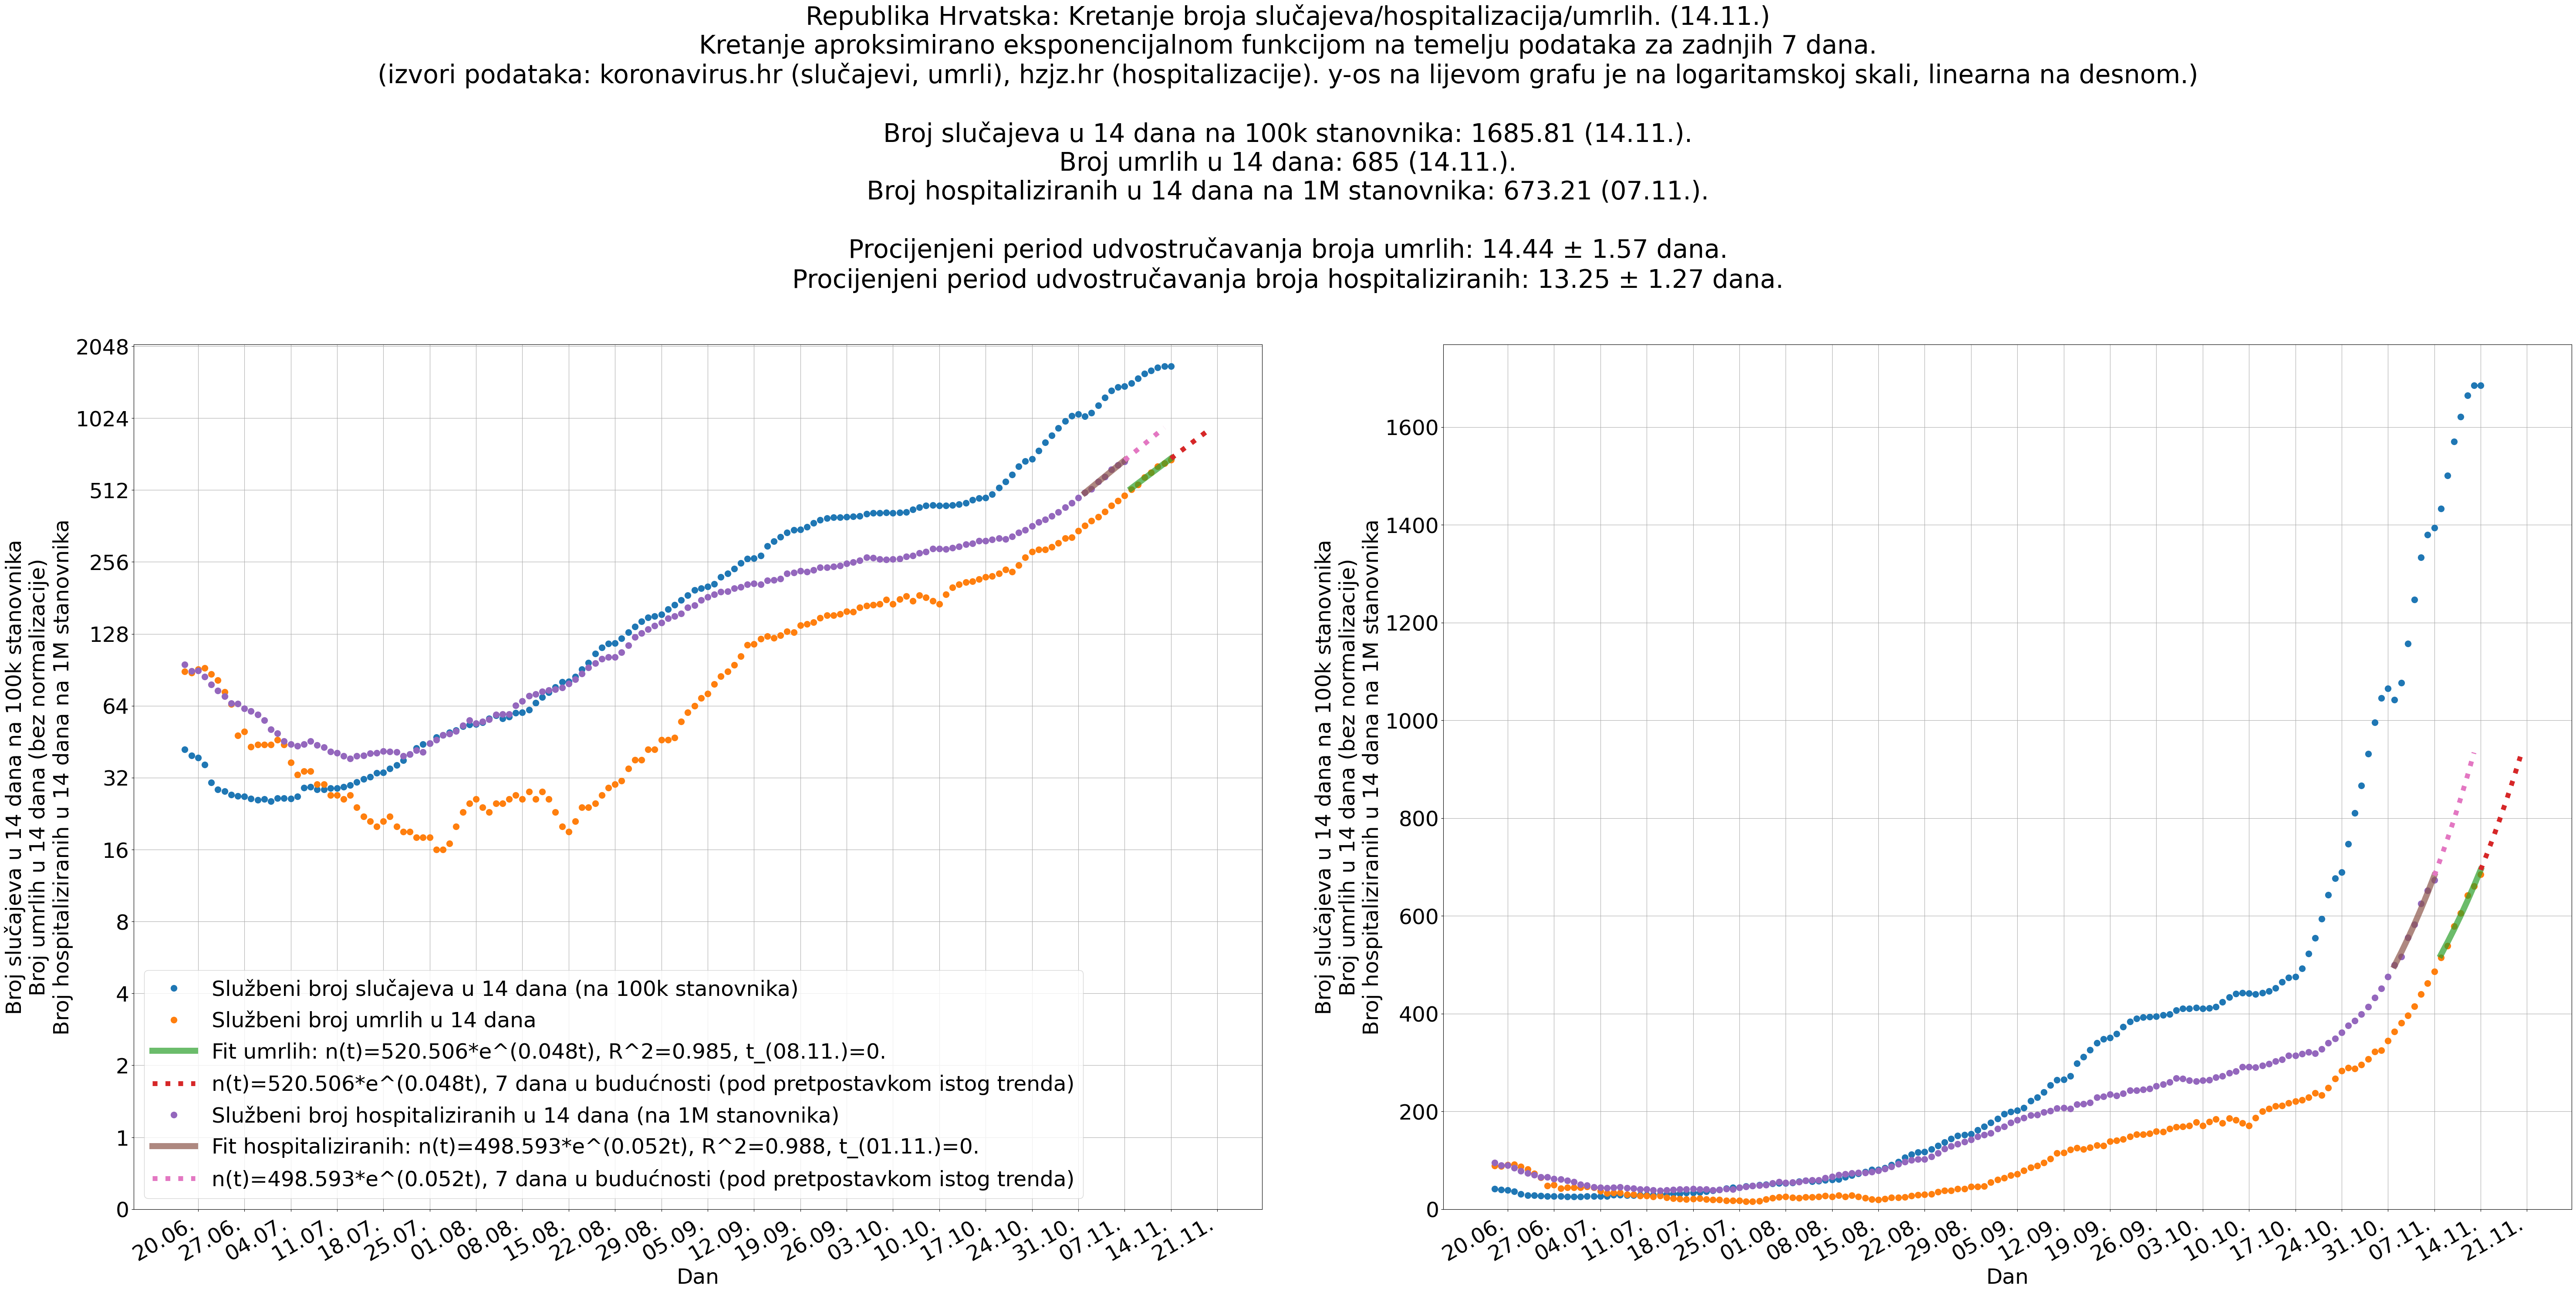 Republika Hrvatska: Kretanje broja slučajeva/hospitalizacija/umrlih. (14.11.)
Kretanje aproksimirano eksponencijalnom funkcijom na temelju podataka za zadnjih 7 dana.
(izvori podataka: koronavirus.hr (slučajevi, umrli), hzjz.hr (hospitalizacije). y-os na lijevom grafu je na logaritamskoj skali, linearna na desnom.)
Broj slučajeva u 14 dana na 100k stanovnika: 1685.81 (14.11.).
Broj umrlih u 14 dana: 685 (14.11.).
Broj hospitaliziranih u 14 dana na 1M stanovnika: 673.21 (07.11.).
Procijenjeni period udvostručavanja broja umrlih: 14.44 ± 1.57 dana.
Procijenjeni period udvostručavanja broja hospitaliziranih: 13.25 ± 1.27 dana.
Broj slučajeva u 14 dana na 100k stanovnika
Broj umrlih u 14 dana (bez normalizacije)
Broj hospitaliziranih u 14 dana na 1M stanovnika
2048
1024
512
256
128
64
32
16
8
4
2
1
0
Službeni broj slučajeva u 14 dana (na 100k stanovnika)
Službeni broj umrlih u 14 dana
Fit umrlih: n(t)=520.506*e^(0.048t), R^2=0.985, t_(08.11.)=0.
n(t)=520.506*e^(0.048t), 7 dana u budućnosti (pod pretpostavkom istog trenda)
Službeni broj hospitaliziranih u 14 dana (na 1M stanovnika)
Fit hospitaliziranih: n(t)=498.593*e^(0.052t), R^2=0.988, t_(01.11.)=0.
n(t)=498.593*e^(0.052t), 7 dana u budućnosti (pod pretpostavkom istog trenda)
20.06. 27.06. 04.07. 11.07. 18.07. 25.07. 01.08. 08.08. 15.08. 22.08. 29.08. 05.09. 12.09. 19.09. 26.09. 03.10. 10.10. 17.10. 24.10. 31.10. 07.11. 14.11. 21.11.
Dan
Broj slučajeva u 14 dana na 100k stanovnika
Broj umrlih u 14 dana (bez normalizacije)
Broj hospitaliziranih u 14 dana na 1M stanovnika
1600
1400
1200
1000
800
600
400
200
0
20.06. 27.06. 04.07. 11.07. 18.07. 25.07. 01.08. 08.08. 15.08. 22.08. 29.08. 05.09. 12.09. 19.09. 26.09. 03.10. 10.10. 17.10. 24.10. 31.10. 07.11. 14.11. 21.11.
Dan